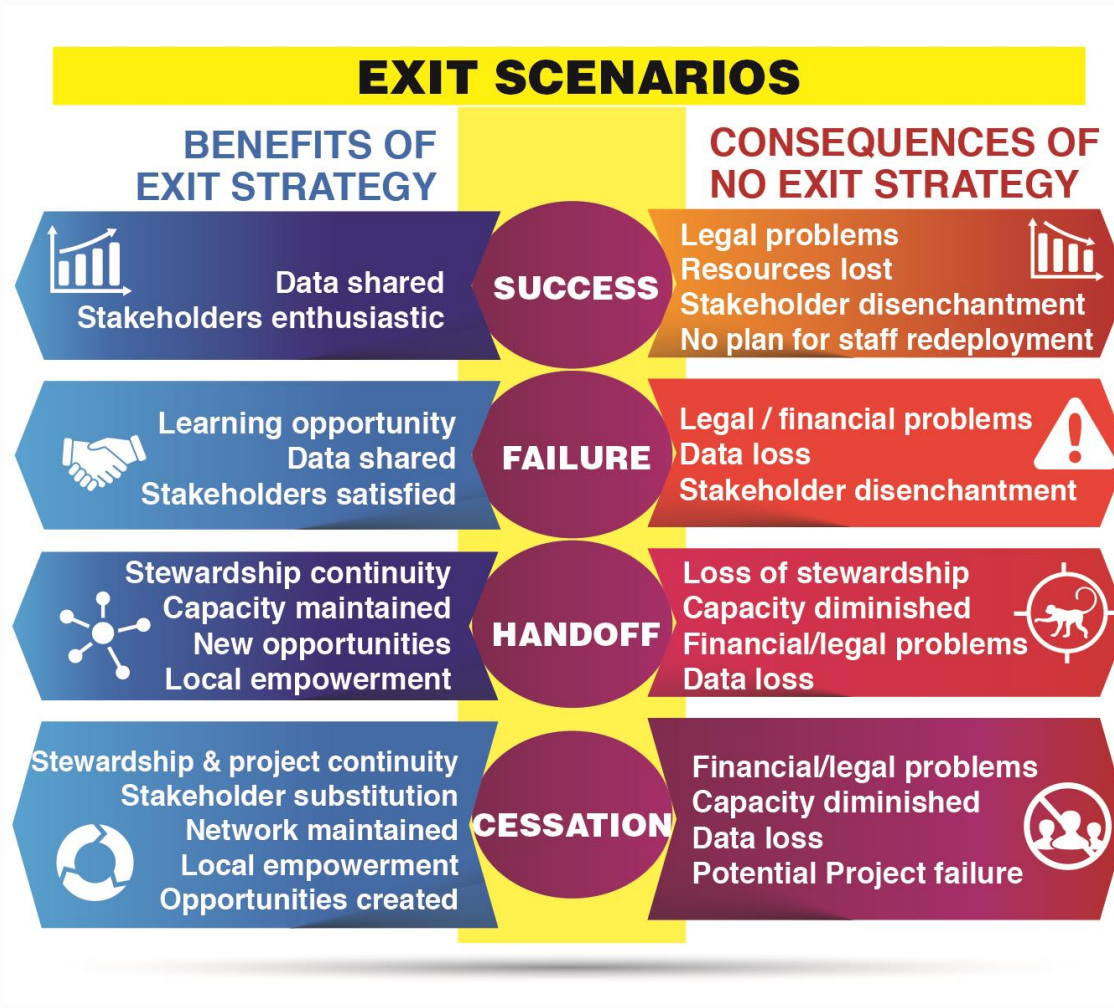 EXIT SCENARIOS
BENEFITS OF
EXIT STRATEGY
CONSEQUENCES OF
NO EXIT STRATEGY
Data shared
Stakeholders enthusiastic
SUCCESS
Legal problems
Resources lost
Stakeholder disenchantment
No plan for staff redeployment
Learning opportunity
Data shared
Stakeholders satisfied
FAILURE
Legal / financial problems
Data loss
Stakeholder disenchantment
Stewardship continuity
Capacity maintained
New opportunities
Local empowerment
HANDOFF
Loss of stewardship
Capacity diminished
Financial/legal problems
Data loss
Stewardship & project continuity
Stakeholder substitution
Network maintained
Local empowerment
Opportunities created
CESSATION
Financial/legal problems
Capacity diminished
Data loss
Potential Project failure